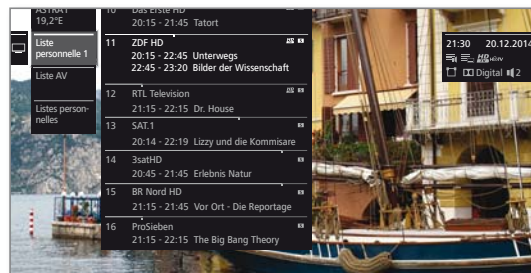 ASTRA1
19,2°E
Liste
personnelle 1
Liste AV
Listes person-
nelles
10 Das Erste HD
20:15 - 21:45 Tatort
11 ZDF HD
20:15 - 22:45 Unterwegs
22:45 - 23:20 Bilder der Wissenschaft
12 RTL Television
21:15 - 22:15 Dr. House
13 SAT.1
20:14 - 22:19 Lizzy und die Kommisare
14 3satHD
20:45 - 21:45 Erlebnis Natur
15 BR Nord HD
21:15 - 21:45 Vor Ort - Die Reportage
16 ProSieben
21:15 - 22:15 The Big Bang Theory
21:30 20.12.2014
Digital 2